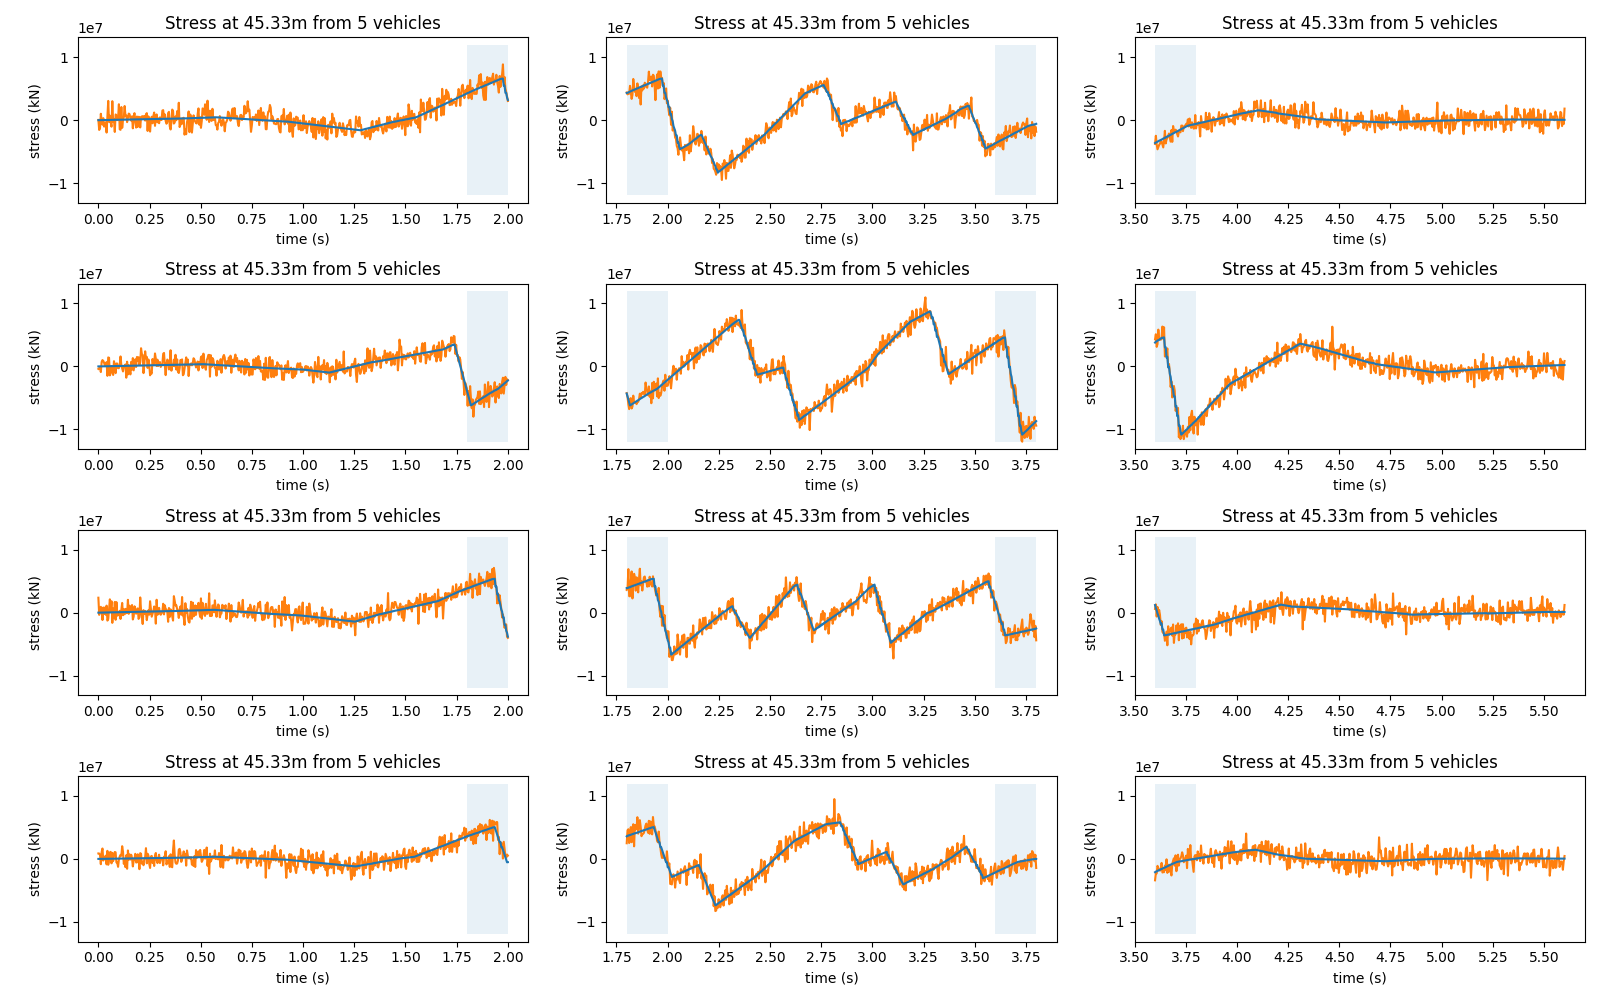 Stress at 45.33m from 5 vehicles Stress at 45.33m from 5 vehicles Stress at 45.33m from 5 vehicles
1e7 1e7 1e7
stress (kN) 1 0 −1 stress (kN) 1 0 −1 stress (kN) 1 0 −1
0.00 0.25 0.50 0.75 1.00 1.25 1.50 1.75 2.00 1.75 2.00 2.25 2.50 2.75 3.00 3.25 3.50 3.75 3.50 3.75 4.00 4.25 4.50 4.75 5.00 5.25 5.50
time (s) time (s) time (s)
Stress at 45.33m from 5 vehicles Stress at 45.33m from 5 vehicles Stress at 45.33m from 5 vehicles
1e7 1e7 1e7
stress (kN) 1 0 −1 stress (kN) 1 0 −1 stress (kN) 1 0 −1
0.00 0.25 0.50 0.75 1.00 1.25 1.50 1.75 2.00 1.75 2.00 2.25 2.50 2.75 3.00 3.25 3.50 3.75 3.50 3.75 4.00 4.25 4.50 4.75 5.00 5.25 5.50
time (s) time (s) time (s)
Stress at 45.33m from 5 vehicles Stress at 45.33m from 5 vehicles Stress at 45.33m from 5 vehicles
1e7 1e7 1e7
stress (kN) 1 0 −1 stress (kN) 1 0 −1 stress (kN) 1 0 −1
0.00 0.25 0.50 0.75 1.00 1.25 1.50 1.75 2.00 1.75 2.00 2.25 2.50 2.75 3.00 3.25 3.50 3.75 3.50 3.75 4.00 4.25 4.50 4.75 5.00 5.25 5.50
time (s) time (s) time (s)
Stress at 45.33m from 5 vehicles Stress at 45.33m from 5 vehicles Stress at 45.33m from 5 vehicles
1e7 1e7 1e7
stress (kN) 1 0 −1 stress (kN) 1 0 −1 stress (kN) 1 0 −1
0.00 0.25 0.50 0.75 1.00 1.25 1.50 1.75 2.00 1.75 2.00 2.25 2.50 2.75 3.00 3.25 3.50 3.75 3.50 3.75 4.00 4.25 4.50 4.75 5.00 5.25 5.50
time (s) time (s) time (s)